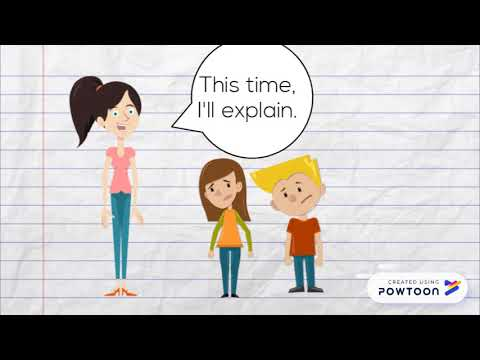 This time,
I'll explain.
CREATED USING
POWTOON